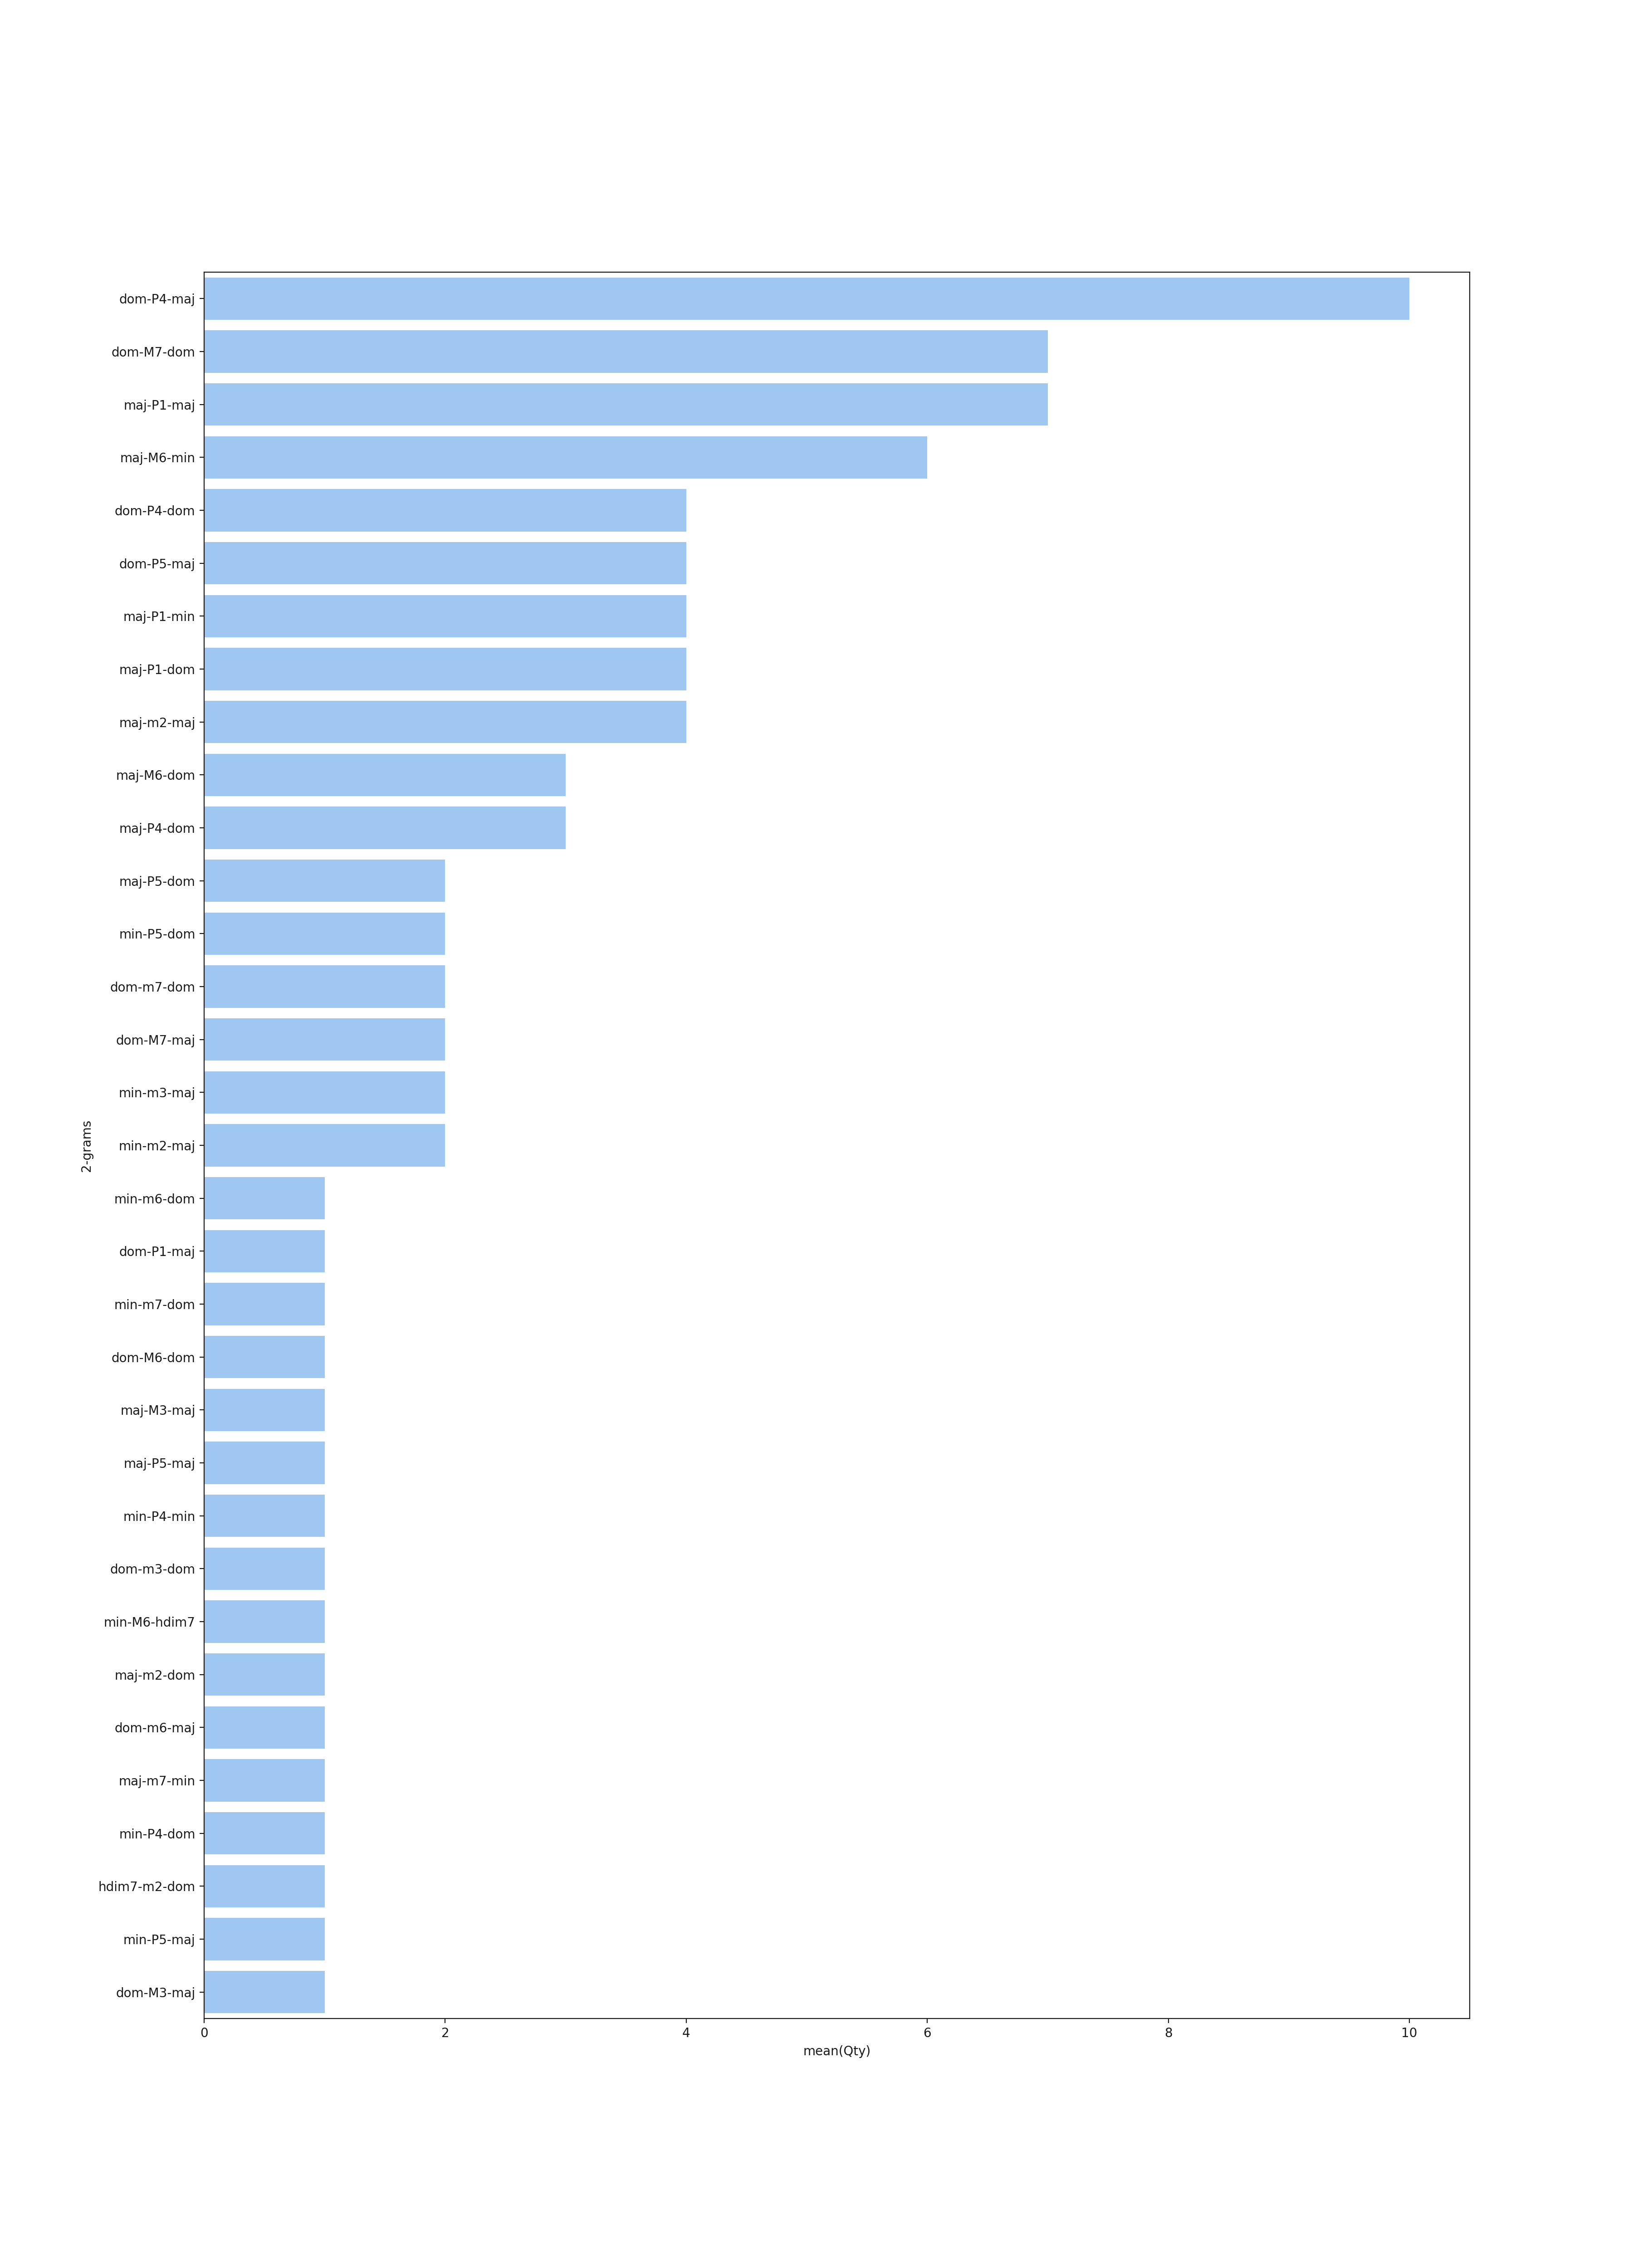 dom-P4-maj
dom-M7-dom
maj-P1-maj
maj-M6-min
dom-P4-dom
dom-P5-maj
maj-P1-min
maj-P1-dom
maj-m2-maj
maj-M6-dom
maj-P4-dom
maj-P5-dom
min-P5-dom
dom-m7-dom
dom-M7-maj
min-m3-maj
min-m2-maj
min-m6-dom
dom-P1-maj
min-m7-dom
dom-M6-dom
maj-M3-maj
maj-P5-maj
min-P4-min
dom-m3-dom
min-M6-hdim7
maj-m2-dom
dom-m6-maj
maj-m7-min
min-P4-dom
hdim7-m2-dom
min-P5-maj
dom-M3-maj
2-grams
0 2 4 6 8 10
mean(Qty)